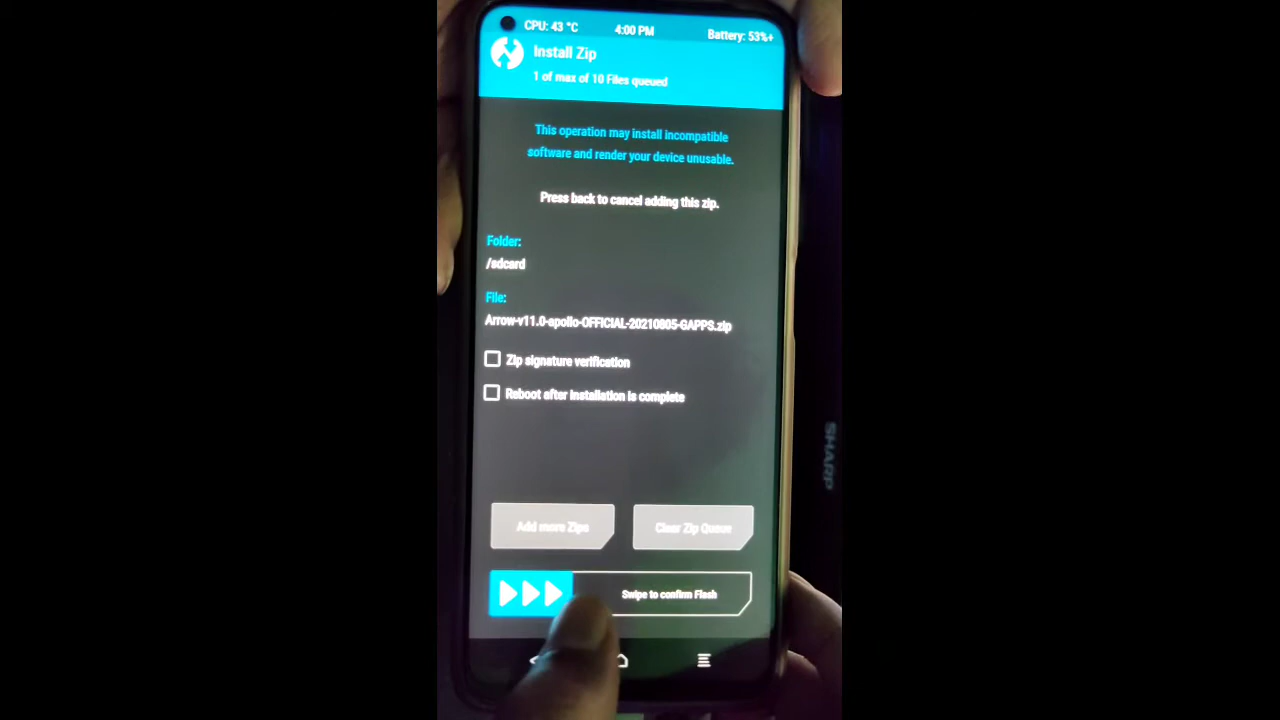 CPU: 43 °C
4:00 PM
Battery: 53%+
Install Zip
1 of max of 10 Files queued
This operation may install incompatible
software and render your device unusable.
Press back to cancel adding this zip.
Folder:
/sdcard
File:
Arrow-v11.0-apollo-OFFICIAL-20210805-GAPPS.zip
Zip signature verification
Reboot after installation is complete
Add more Zips
Clear Zip Queue
Swipe to confirm Flash
SHARP